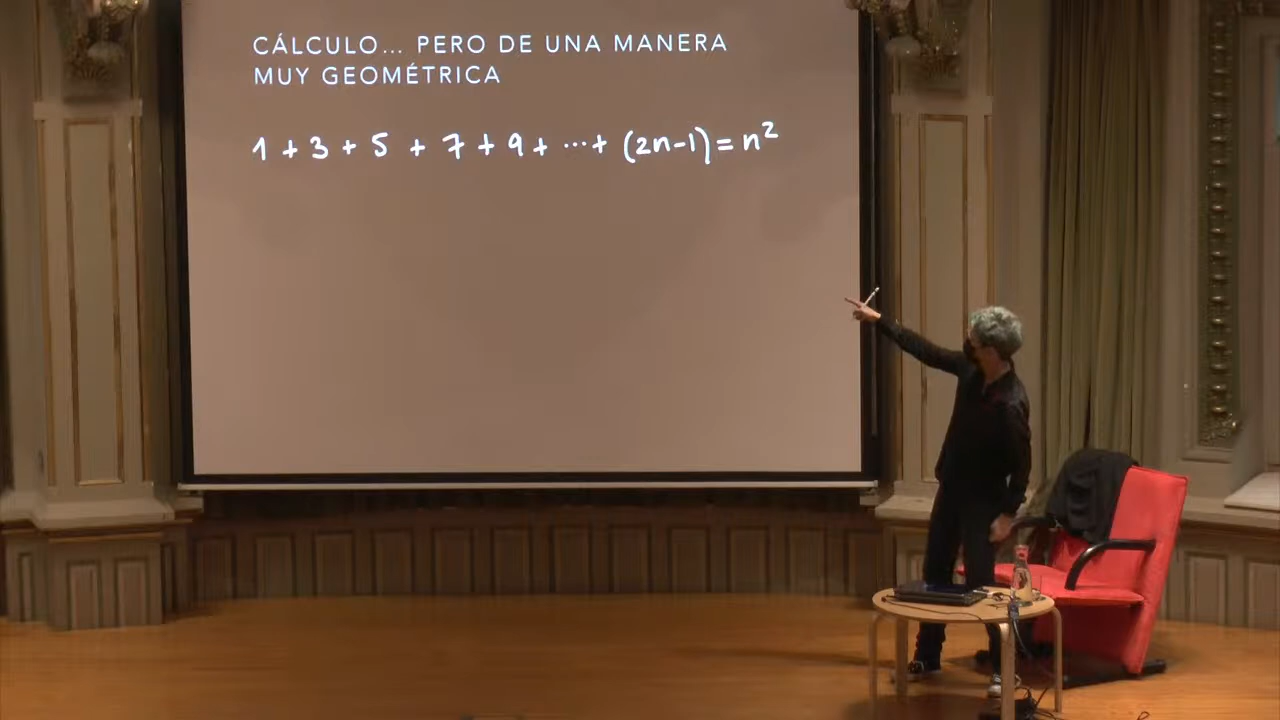 CÁLCULO... PERO DE UNA MANERA
MUY GEOMÉTRICA
1 + 3 + 5 + 7 + 9 + ... + (2n-1) = n²